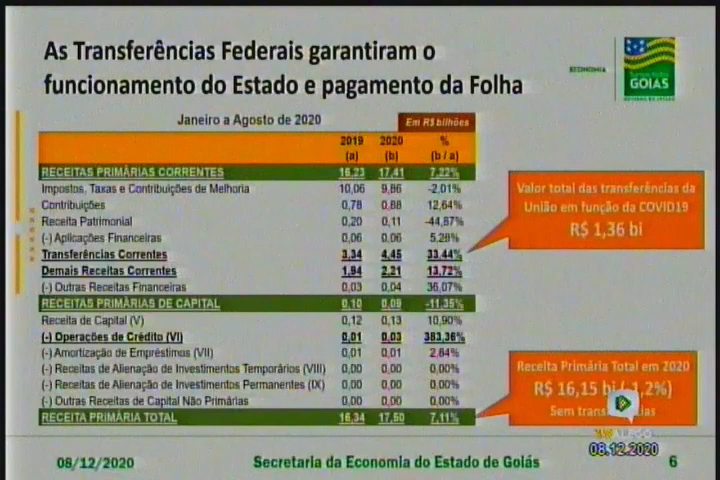 As Transferências Federais garantiram o
funcionamento do Estado e pagamento da Folha
ECONOMIA
GOIÁS
Janeiro a Agosto de 2020
Em R$ bilhões
2019 2020 %
(a) (b) (b / a)
RECEITAS PRIMÁRIAS CORRENTES 16,23 17,41 7,22%
Impostos, Taxas e Contribuições de Melhoria 10,06 9,86 -2,01%
Contribuições 0,78 0,88 12,64%
Receita Patrimonial 0,20 0,11 -44,87%
(-) Aplicações Financeiras 0,06 0,06 5,28%
Transferências Correntes 3,34 4,45 33,44%
Demais Receitas Correntes 1,94 2,21 13,72%
(-) Outras Receitas Financeiras 0,03 0,04 36,07%
RECEITAS PRIMÁRIAS DE CAPITAL 0,10 0,09 -11,35%
Receita de Capital (V) 0,12 0,13 10,90%
(-) Operações de Crédito (VI) 0,01 0,03 383,36%
(-) Amortização de Empréstimos (VII) 0,01 0,01 2,64%
(-) Receitas de Alienação de Investimentos Temporários (VIII) 0,00 0,00 0,00%
(-) Receitas de Alienação de Investimentos Permanentes (IX) 0,00 0,00 0,00%
(-) Outras Receitas de Capital Não Primárias 0,00 0,00 0,00%
RECEITA PRIMÁRIA TOTAL 16,34 17,50 7,11%
Valor total das transferências da
União em função da COVID19
R$ 1,36 bi
Receita Primária Total em 2020
R$ 16,15 bi (-1,2%)
Sem
08.12.2020
08/12/2020
Secretaria da Economia do Estado de Goiás
6